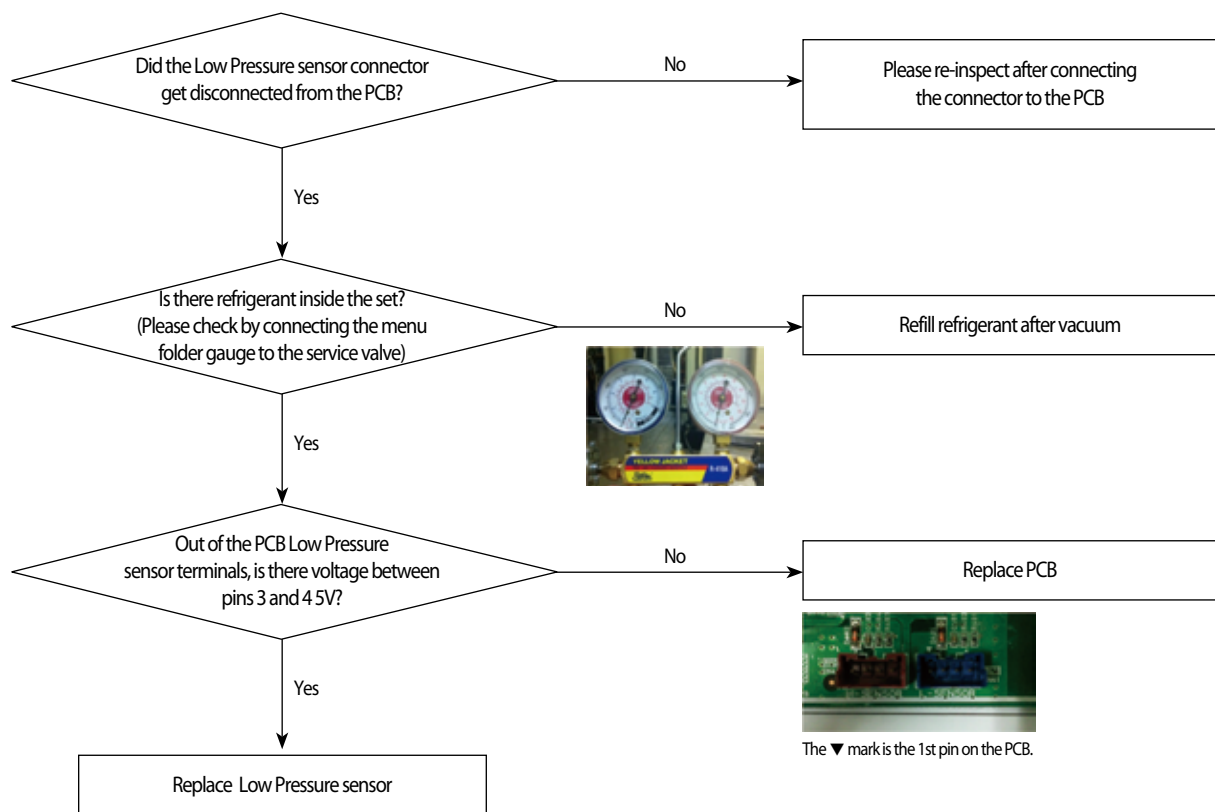 Did the Low Pressure sensor connector
get disconnected from the PCB?
No
Please re-inspect after connecting
the connector to the PCB
Yes
Is there refrigerant inside the set?
(Please check by connecting the menu
folder gauge to the service valve)
No
Refill refrigerant after vacuum
YELLOW JACKET
Yes
Out of the PCB Low Pressure
sensor terminals, is there voltage between
pins 3 and 4 5V?
No
Replace PCB
Yes
The ▼ mark is the 1st pin on the PCB.
Replace Low Pressure sensor